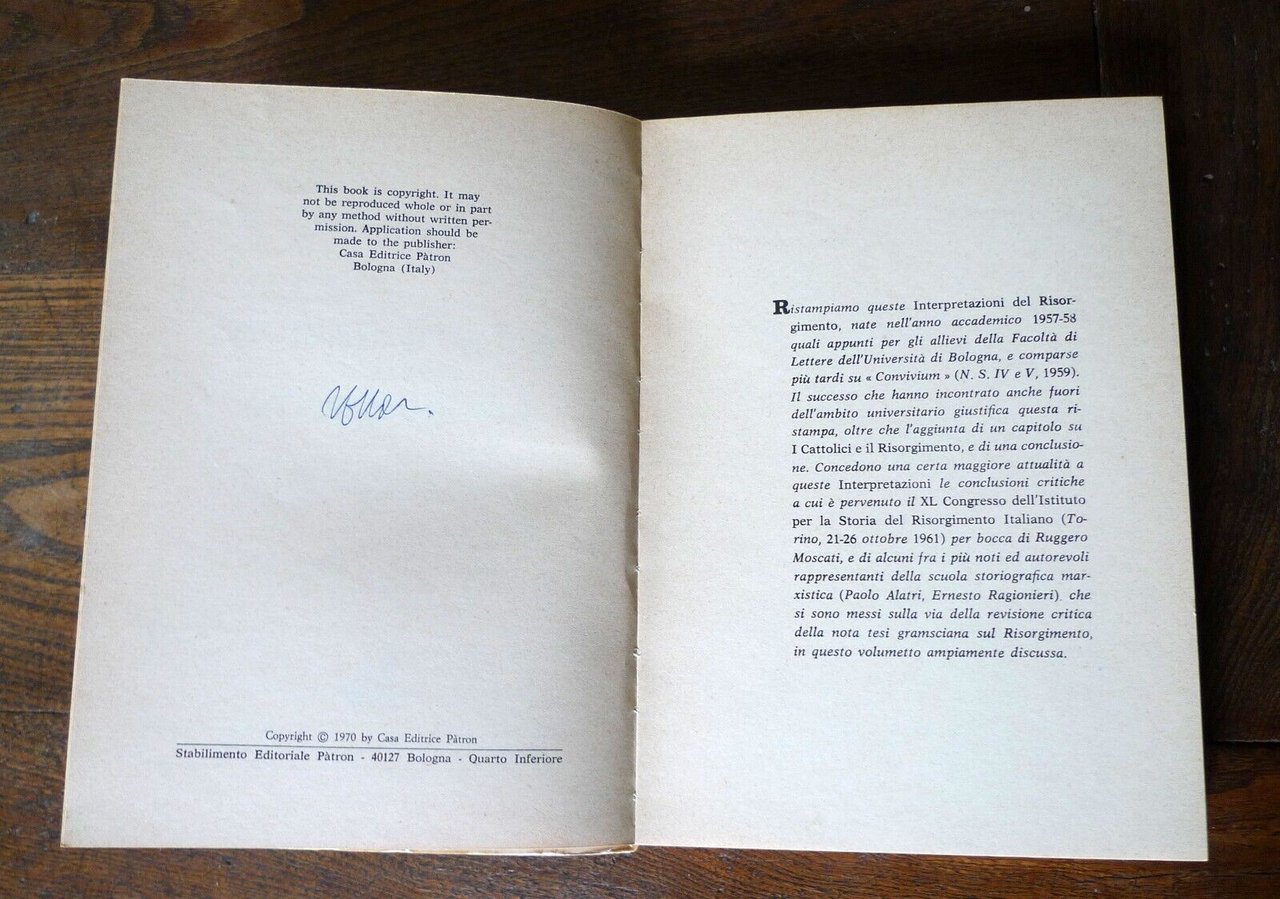 This book is copyright. It may
not be reproduced whole or in part
by any method without written per-
mission. Application should be
made to the publisher:
Casa Editrice Pàtron
Bologna (Italy)
Copyright © 1970 by Casa Editrice Pàtron
Stabilimento Editoriale Pàtron - 40127 Bologna - Quarto Inferiore
Ristampiamo queste Interpretazioni del Risor-
gimento, nate nell'anno accademico 1957-58
quali appunti per gli allievi della Facoltà di
Lettere dell'Università di Bologna, e comparse
più tardi su « Convivium » (N. S. IV e V, 1959).
Il successo che hanno incontrato anche fuori
dell'ambito universitario giustifica questa ri-
stampa, oltre che l'aggiunta di un capitolo su
I Cattolici e il Risorgimento, e di una conclusio-
ne. Concedono una certa maggiore attualità a
queste Interpretazioni le conclusioni critiche
a cui è pervenuto il XL Congresso dell'Istituto
per la Storia del Risorgimento Italiano (To-
rino, 21-26 ottobre 1961) per bocca di Ruggero
Moscati, e di alcuni fra i più noti ed autorevoli
rappresentanti della scuola storiografica mar-
xistica (Paolo Alatri, Ernesto Ragionieri), che
si sono messi sulla via della revisione critica
della nota tesi gramsciana sul Risorgimento,
in questo volumetto ampiamente discussa.